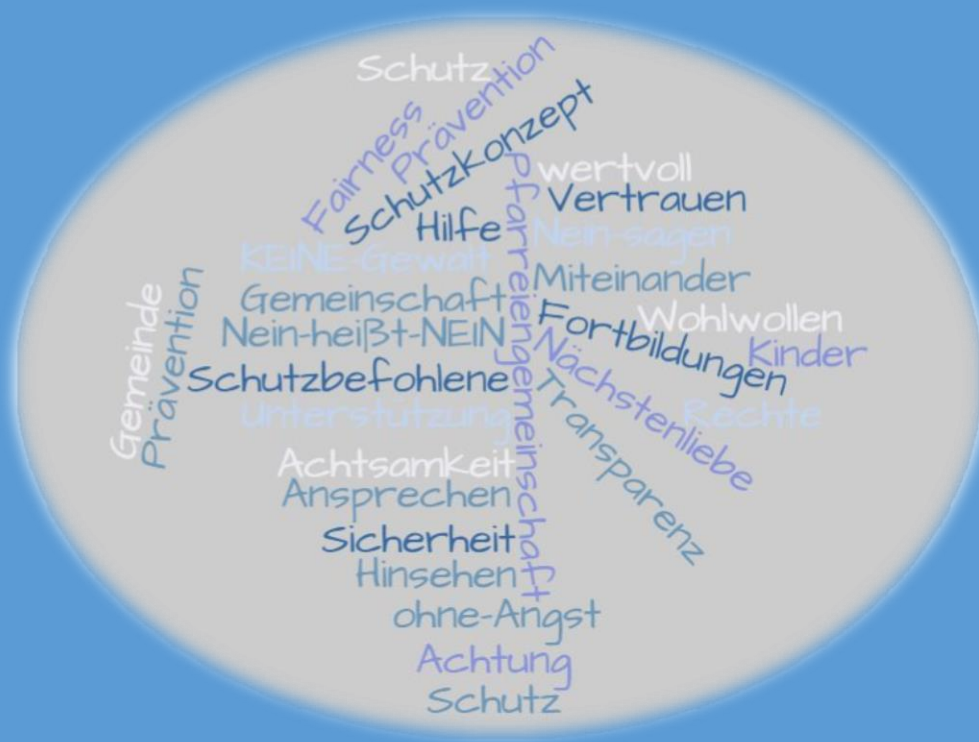 Schutz
Prävention
Fairness
Schutzkonzept
Pfarreiengemeinschaft
wertvoll
Vertrauen
Hilfe
Nein-sagen
KEINE-Gewalt
Miteinander
Gemeinschaft
Fortbildungen
Wohlwollen
Nein-heißt-NEIN
Kinder
Gemeinde
Prävention
Nächstenliebe
Schutzbefohlene
Transparenz
Unterstützung
Rechte
Achtsamkeit
Ansprechen
Sicherheit
Hinsehen
ohne-Angst
Achtung
Schutz